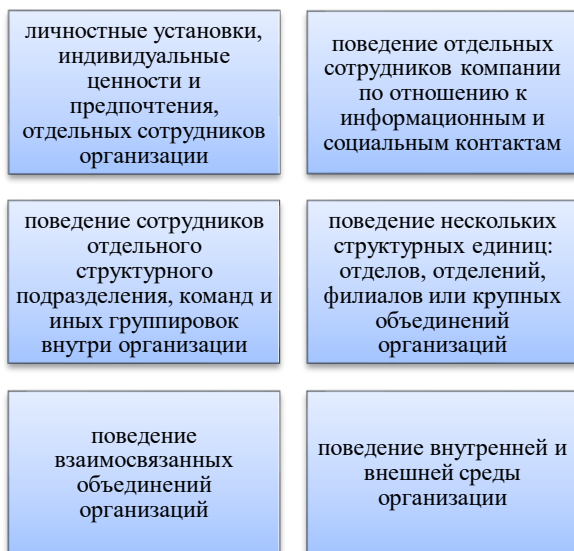 личностные установки,
индивидуальные
ценности и
предпочтения,
отдельных сотрудников
организации
поведение отдельных
сотрудников компании
по отношению к
информационным и
социальным контактам
поведение сотрудников
отдельного
структурного
подразделения, команд и
иных группировок
внутри организации
поведение нескольких
структурных единиц:
отделов, отделений,
филиалов или крупных
объединений
организаций
поведение
взаимосвязанных
объединений
организаций
поведение внутренней и
внешней среды
организации